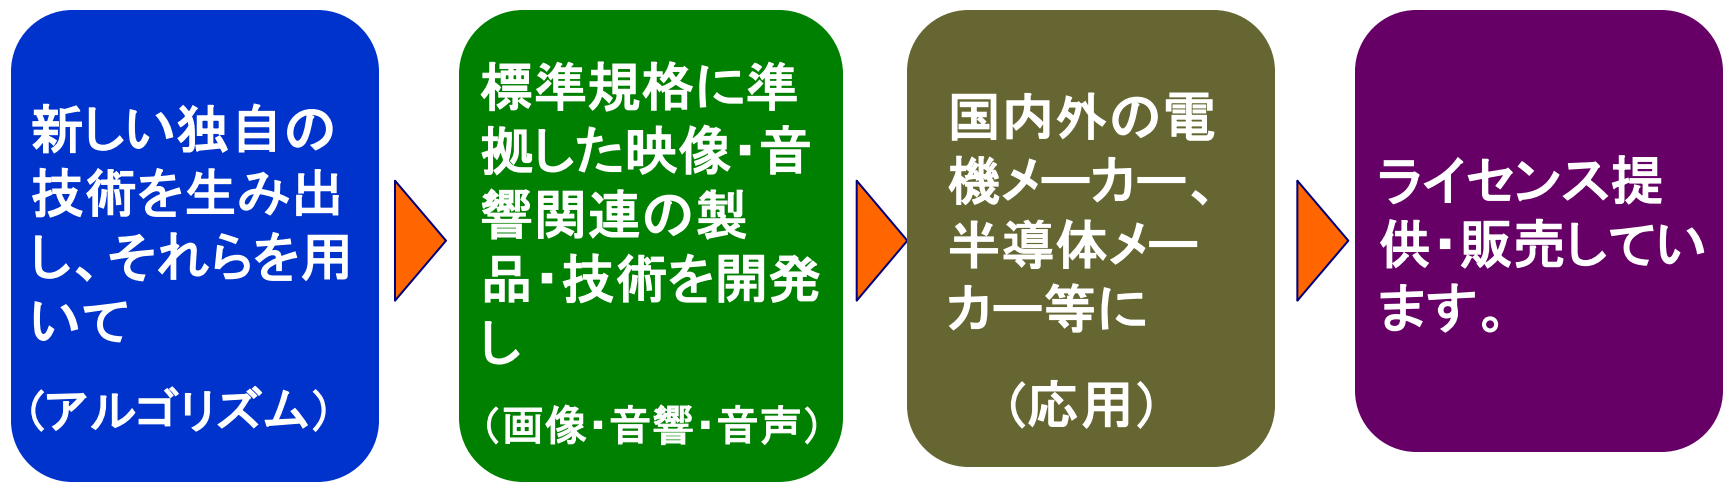 新しい独自の
技術を生み出
し、それらを用
いて
（アルゴリズム）
標準規格に準
拠した映像・音
響関連の製
品・技術を開発
し
（画像・音響・音声）
国内外の電
機メーカー、
半導体メー
カー等に
（応用）
ライセンス提
供・販売してい
ます。